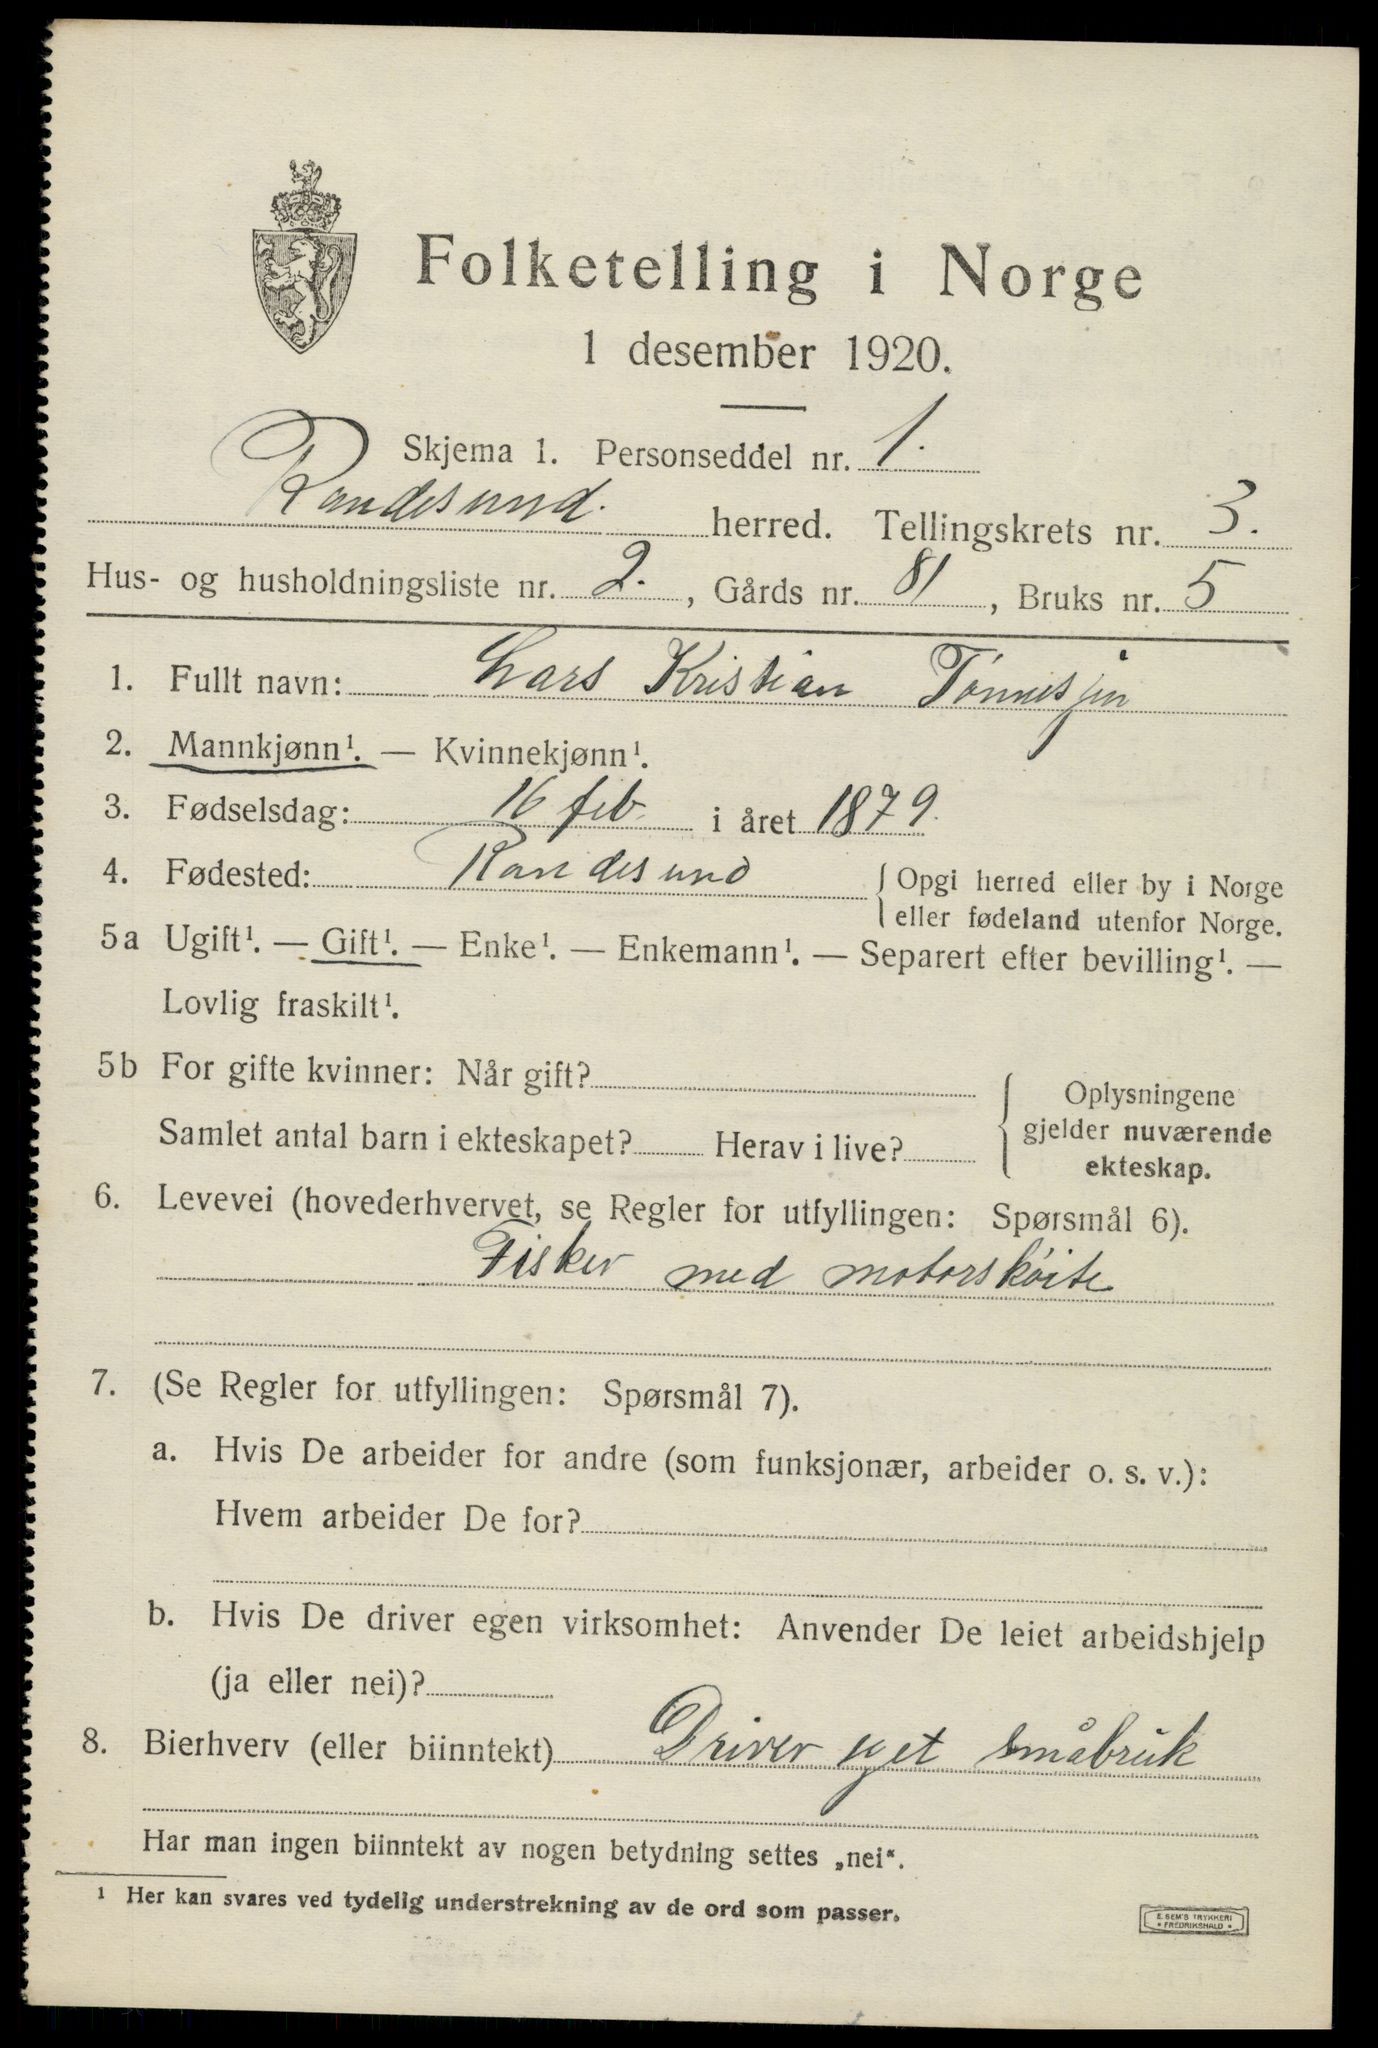 Folketelling i Norge
1 desember 1920.
Skjema 1. Personseddel nr. 1.
Randesund. herred. Tellingskrets nr. 3.
Hus- og husholdningsliste nr. 2. , Gårds nr. 81 , Bruks nr. 5
1. Fullt navn: Lars Kristian Tónnesjen
2. Mannkjønn¹. — Kvinnekjønn¹.
3. Fødselsdag: 16 feb. i året 1879.
4. Fødested: Randesund { Opgi herred eller by i Norge
eller fødeland utenfor Norge.
5a Ugift¹. — Gift¹. — Enke¹. — Enkemann¹. — Separert efter bevilling¹. —
Lovlig fraskilt¹.
5b For gifte kvinner: Når gift?
Samlet antal barn i ekteskapet? Herav i live?
{ Oplysningene
gjelder nuværende
ekteskap.
6. Levevei (hovederhvervet, se Regler for utfyllingen: Spørsmål 6).
Fisker med motorskóite
7. (Se Regler for utfyllingen: Spørsmål 7).
a. Hvis De arbeider for andre (som funksjonær, arbeider o. s. v.):
Hvem arbeider De for?
b. Hvis De driver egen virksomhet: Anvender De leiet arbeidshjelp
(ja eller nei)?
8. Bierhverv (eller biinntekt) Driver eget småbruk
Har man ingen biinntekt av nogen betydning settes „nei“.
¹ Her kan svares ved tydelig understrekning av de ord som passer.
E. SEM'S TRYKKERI
* FREDRIKSHALD *